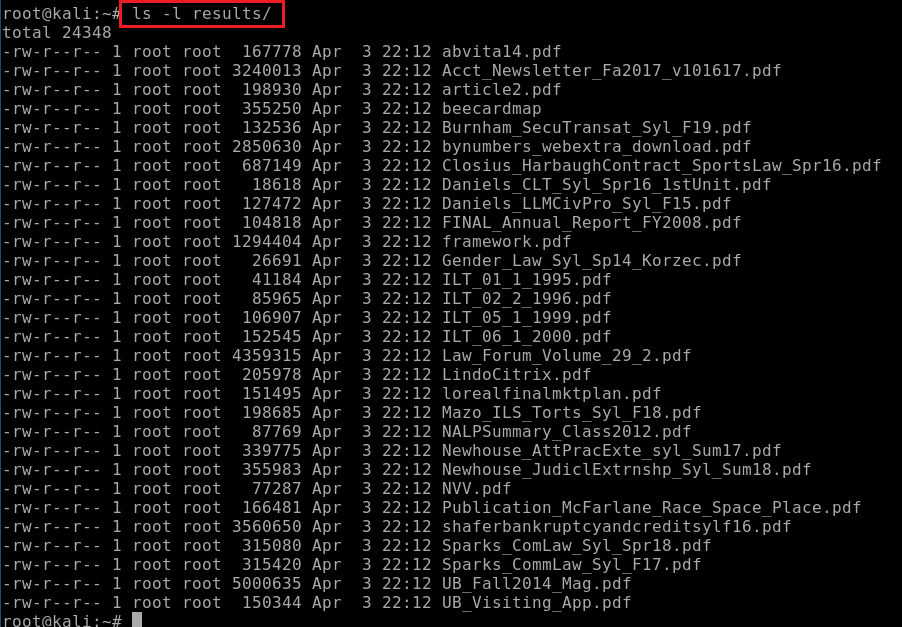 root@kali:~# ls -l results/
total 24348
-rw-r--r-- 1 root root  167778 Apr  3 22:12 abvita14.pdf
-rw-r--r-- 1 root root 3240013 Apr  3 22:12 Acct_Newsletter_Fa2017_v101617.pdf
-rw-r--r-- 1 root root  198930 Apr  3 22:12 article2.pdf
-rw-r--r-- 1 root root  355250 Apr  3 22:12 beecardmap
-rw-r--r-- 1 root root  132536 Apr  3 22:12 Burnham_SecuTransat_Syl_F19.pdf
-rw-r--r-- 1 root root 2850630 Apr  3 22:12 bynumbers_webextra_download.pdf
-rw-r--r-- 1 root root  687149 Apr  3 22:12 Closius_HarbaughContract_SportsLaw_Spr16.pdf
-rw-r--r-- 1 root root   18618 Apr  3 22:12 Daniels_CLT_Syl_Spr16_1stUnit.pdf
-rw-r--r-- 1 root root  127472 Apr  3 22:12 Daniels_LLMCivPro_Syl_F15.pdf
-rw-r--r-- 1 root root  104818 Apr  3 22:12 FINAL_Annual_Report_FY2008.pdf
-rw-r--r-- 1 root root 1294404 Apr  3 22:12 framework.pdf
-rw-r--r-- 1 root root   26691 Apr  3 22:12 Gender_Law_Syl_Sp14_Korzec.pdf
-rw-r--r-- 1 root root   41184 Apr  3 22:12 ILT_01_1_1995.pdf
-rw-r--r-- 1 root root   85965 Apr  3 22:12 ILT_02_2_1996.pdf
-rw-r--r-- 1 root root  106907 Apr  3 22:12 ILT_05_1_1999.pdf
-rw-r--r-- 1 root root  152545 Apr  3 22:12 ILT_06_1_2000.pdf
-rw-r--r-- 1 root root 4359315 Apr  3 22:12 Law_Forum_Volume_29_2.pdf
-rw-r--r-- 1 root root  205978 Apr  3 22:12 LindoCitrix.pdf
-rw-r--r-- 1 root root  151495 Apr  3 22:12 lorealfinalmktplan.pdf
-rw-r--r-- 1 root root  198685 Apr  3 22:12 Mazo_ILS_Torts_Syl_F18.pdf
-rw-r--r-- 1 root root   87769 Apr  3 22:12 NALPSummary_Class2012.pdf
-rw-r--r-- 1 root root  339775 Apr  3 22:12 Newhouse_AttPracExte_syl_Sum17.pdf
-rw-r--r-- 1 root root  355983 Apr  3 22:12 Newhouse_JudiclExtrnshp_Syl_Sum18.pdf
-rw-r--r-- 1 root root   77287 Apr  3 22:12 NVV.pdf
-rw-r--r-- 1 root root  166481 Apr  3 22:12 Publication_McFarlane_Race_Space_Place.pdf
-rw-r--r-- 1 root root 3560650 Apr  3 22:12 shaferbankruptcyandcreditsylf16.pdf
-rw-r--r-- 1 root root  315080 Apr  3 22:12 Sparks_ComLaw_Syl_Spr18.pdf
-rw-r--r-- 1 root root  315420 Apr  3 22:12 Sparks_CommLaw_Syl_F17.pdf
-rw-r--r-- 1 root root 5000635 Apr  3 22:12 UB_Fall2014_Mag.pdf
-rw-r--r-- 1 root root  150344 Apr  3 22:12 UB_Visiting_App.pdf
root@kali:~#